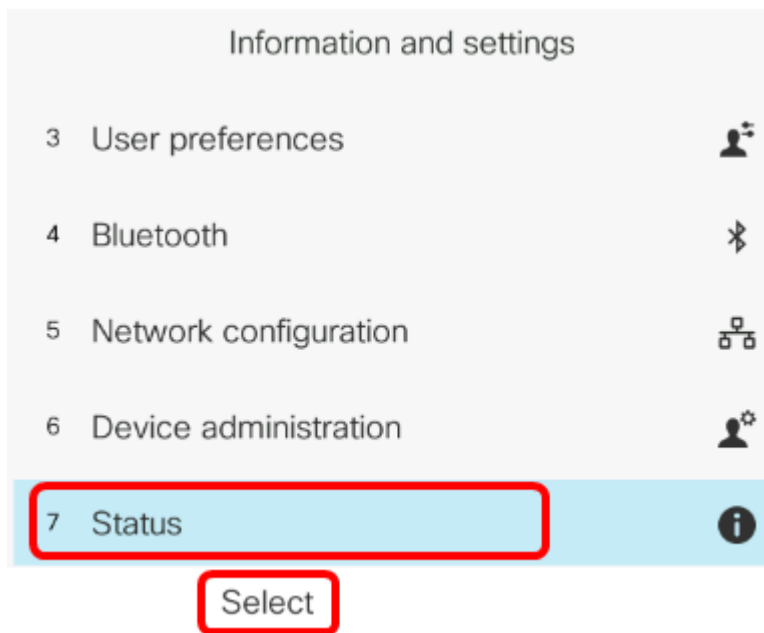 Information and settings
3 User preferences
4 Bluetooth
5 Network configuration
6 Device administration
7 Status
Select